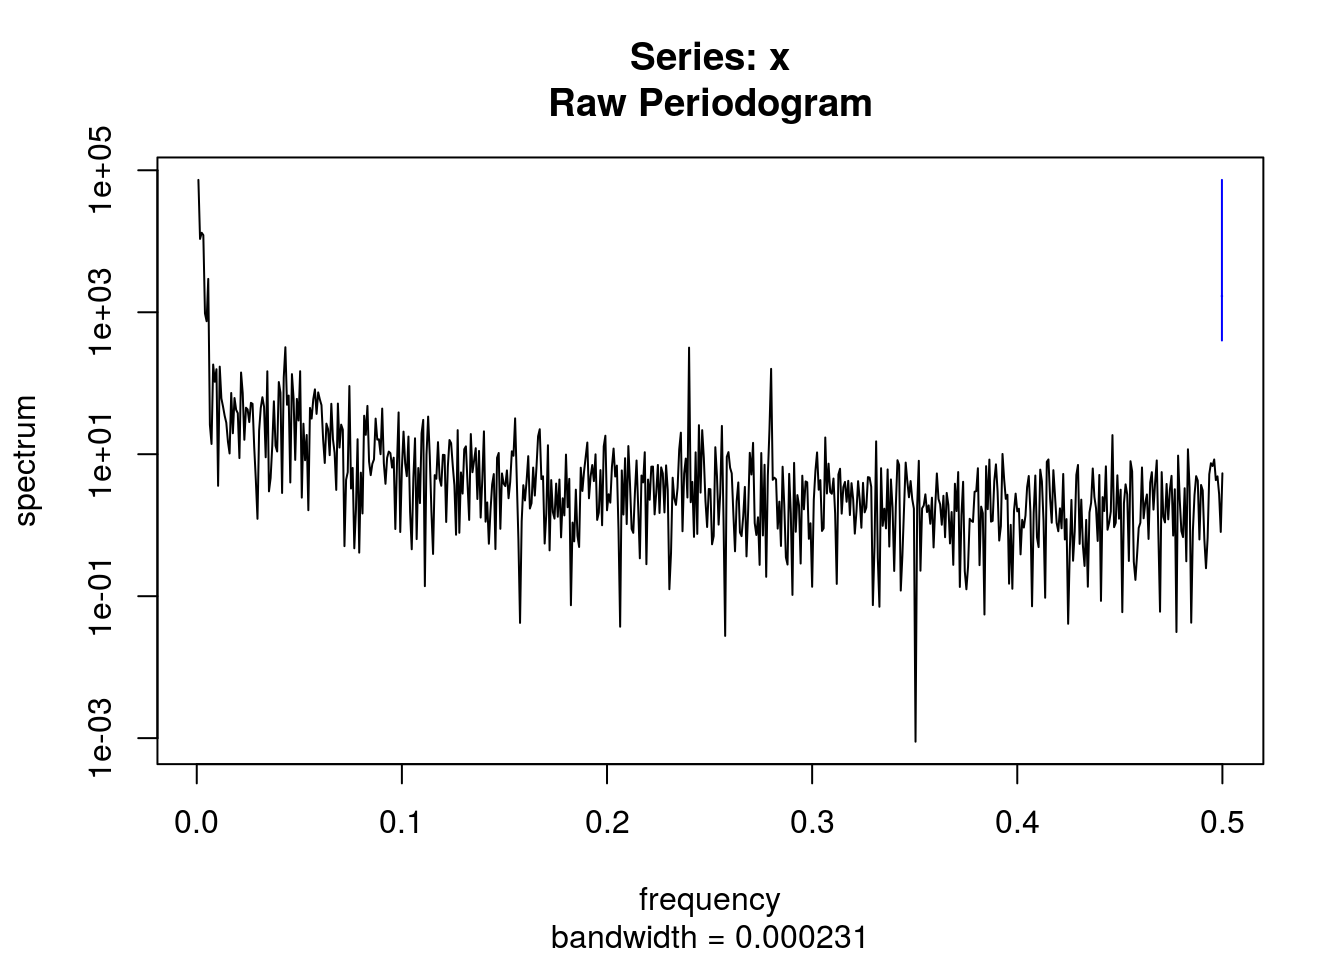 Series: x
Raw Periodogram
spectrum
1e+05
1e+03
1e+01
1e-01
1e-03
0.0 0.1 0.2 0.3 0.4 0.5
frequency
bandwidth = 0.000231